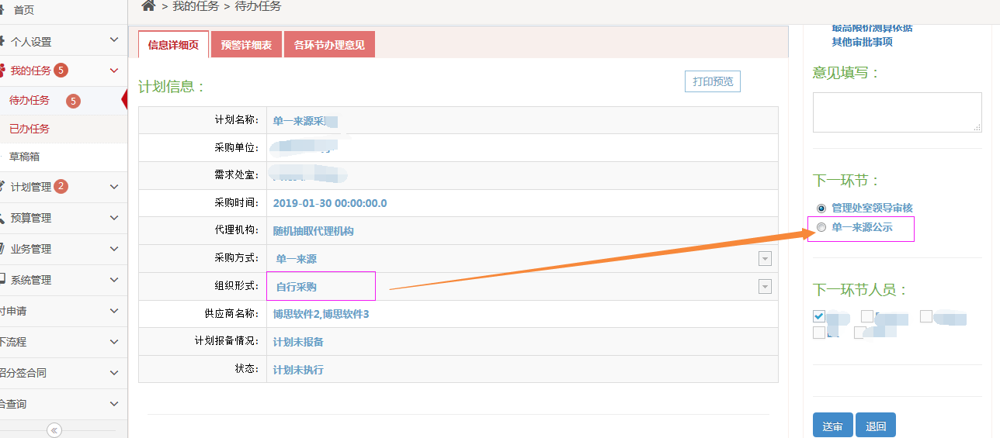 首页
个人设置
我的任务 5
待办任务 5
已办任务
草稿箱
计划管理 2
预算管理
业务管理
系统管理
付申请
下流程
招分签合同
合查询
> 我的任务 > 待办任务
信息详细页 预警详细表 各环节办理意见
计划信息：
打印预览
计划名称： 单一来源采
采购单位：
需求处室：
采购时间： 2019-01-30 00:00:00.0
代理机构： 随机抽取代理机构
采购方式： 单一来源
组织形式： 自行采购
供应商名称： 博思软件2,博思软件3
计划报备情况： 计划未报备
状态： 计划未执行
最高限价测算依据
其他审批事项
意见填写：
下一环节：
管理处室领导审核
单一来源公示
下一环节人员：
送审 退回